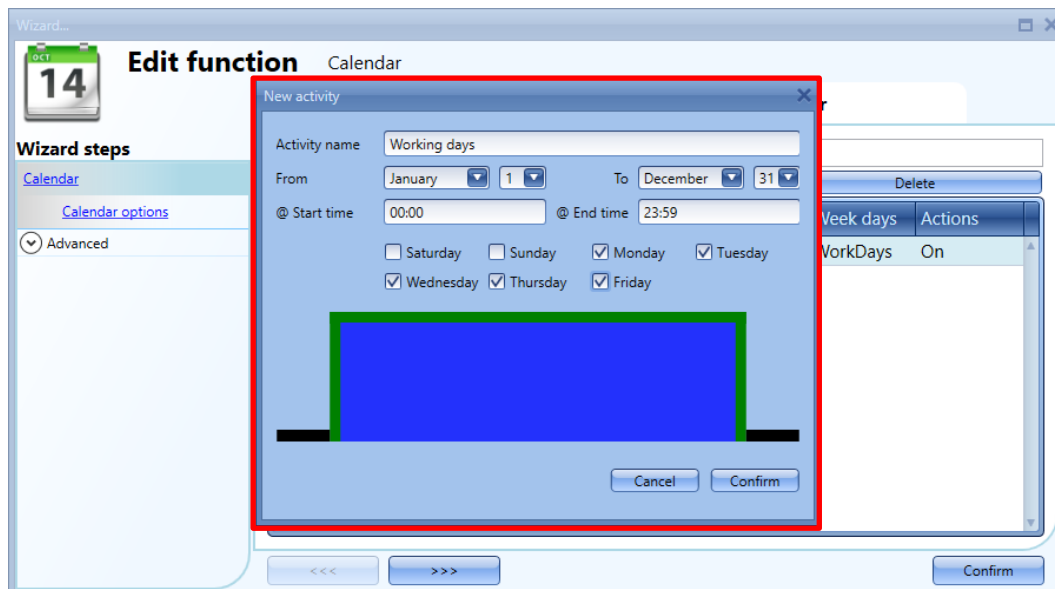 Wizard...
OCT
14
Edit function Calendar
Wizard steps
Calendar
Calendar options
Advanced
New activity
Activity name Working days
From January 1 To December 31
@ Start time 00:00 @ End time 23:59
Saturday Sunday Monday Tuesday
Wednesday Thursday Friday
Cancel Confirm
Delete
Week days Actions
WorkDays On
<<< >>> Confirm